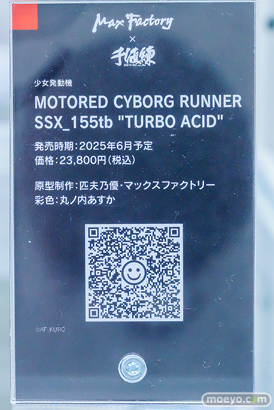 Max Factory
×
千値練
少女発動機
MOTORED CYBORG RUNNER
SSX_155tb "TURBO ACID"
発売時期：2025年6月予定
価格：23,800円(税込)
原型制作：匹夫乃優・マックスファクトリー
彩色：丸ノ内あすか
©AF_KURO
moeyo.com